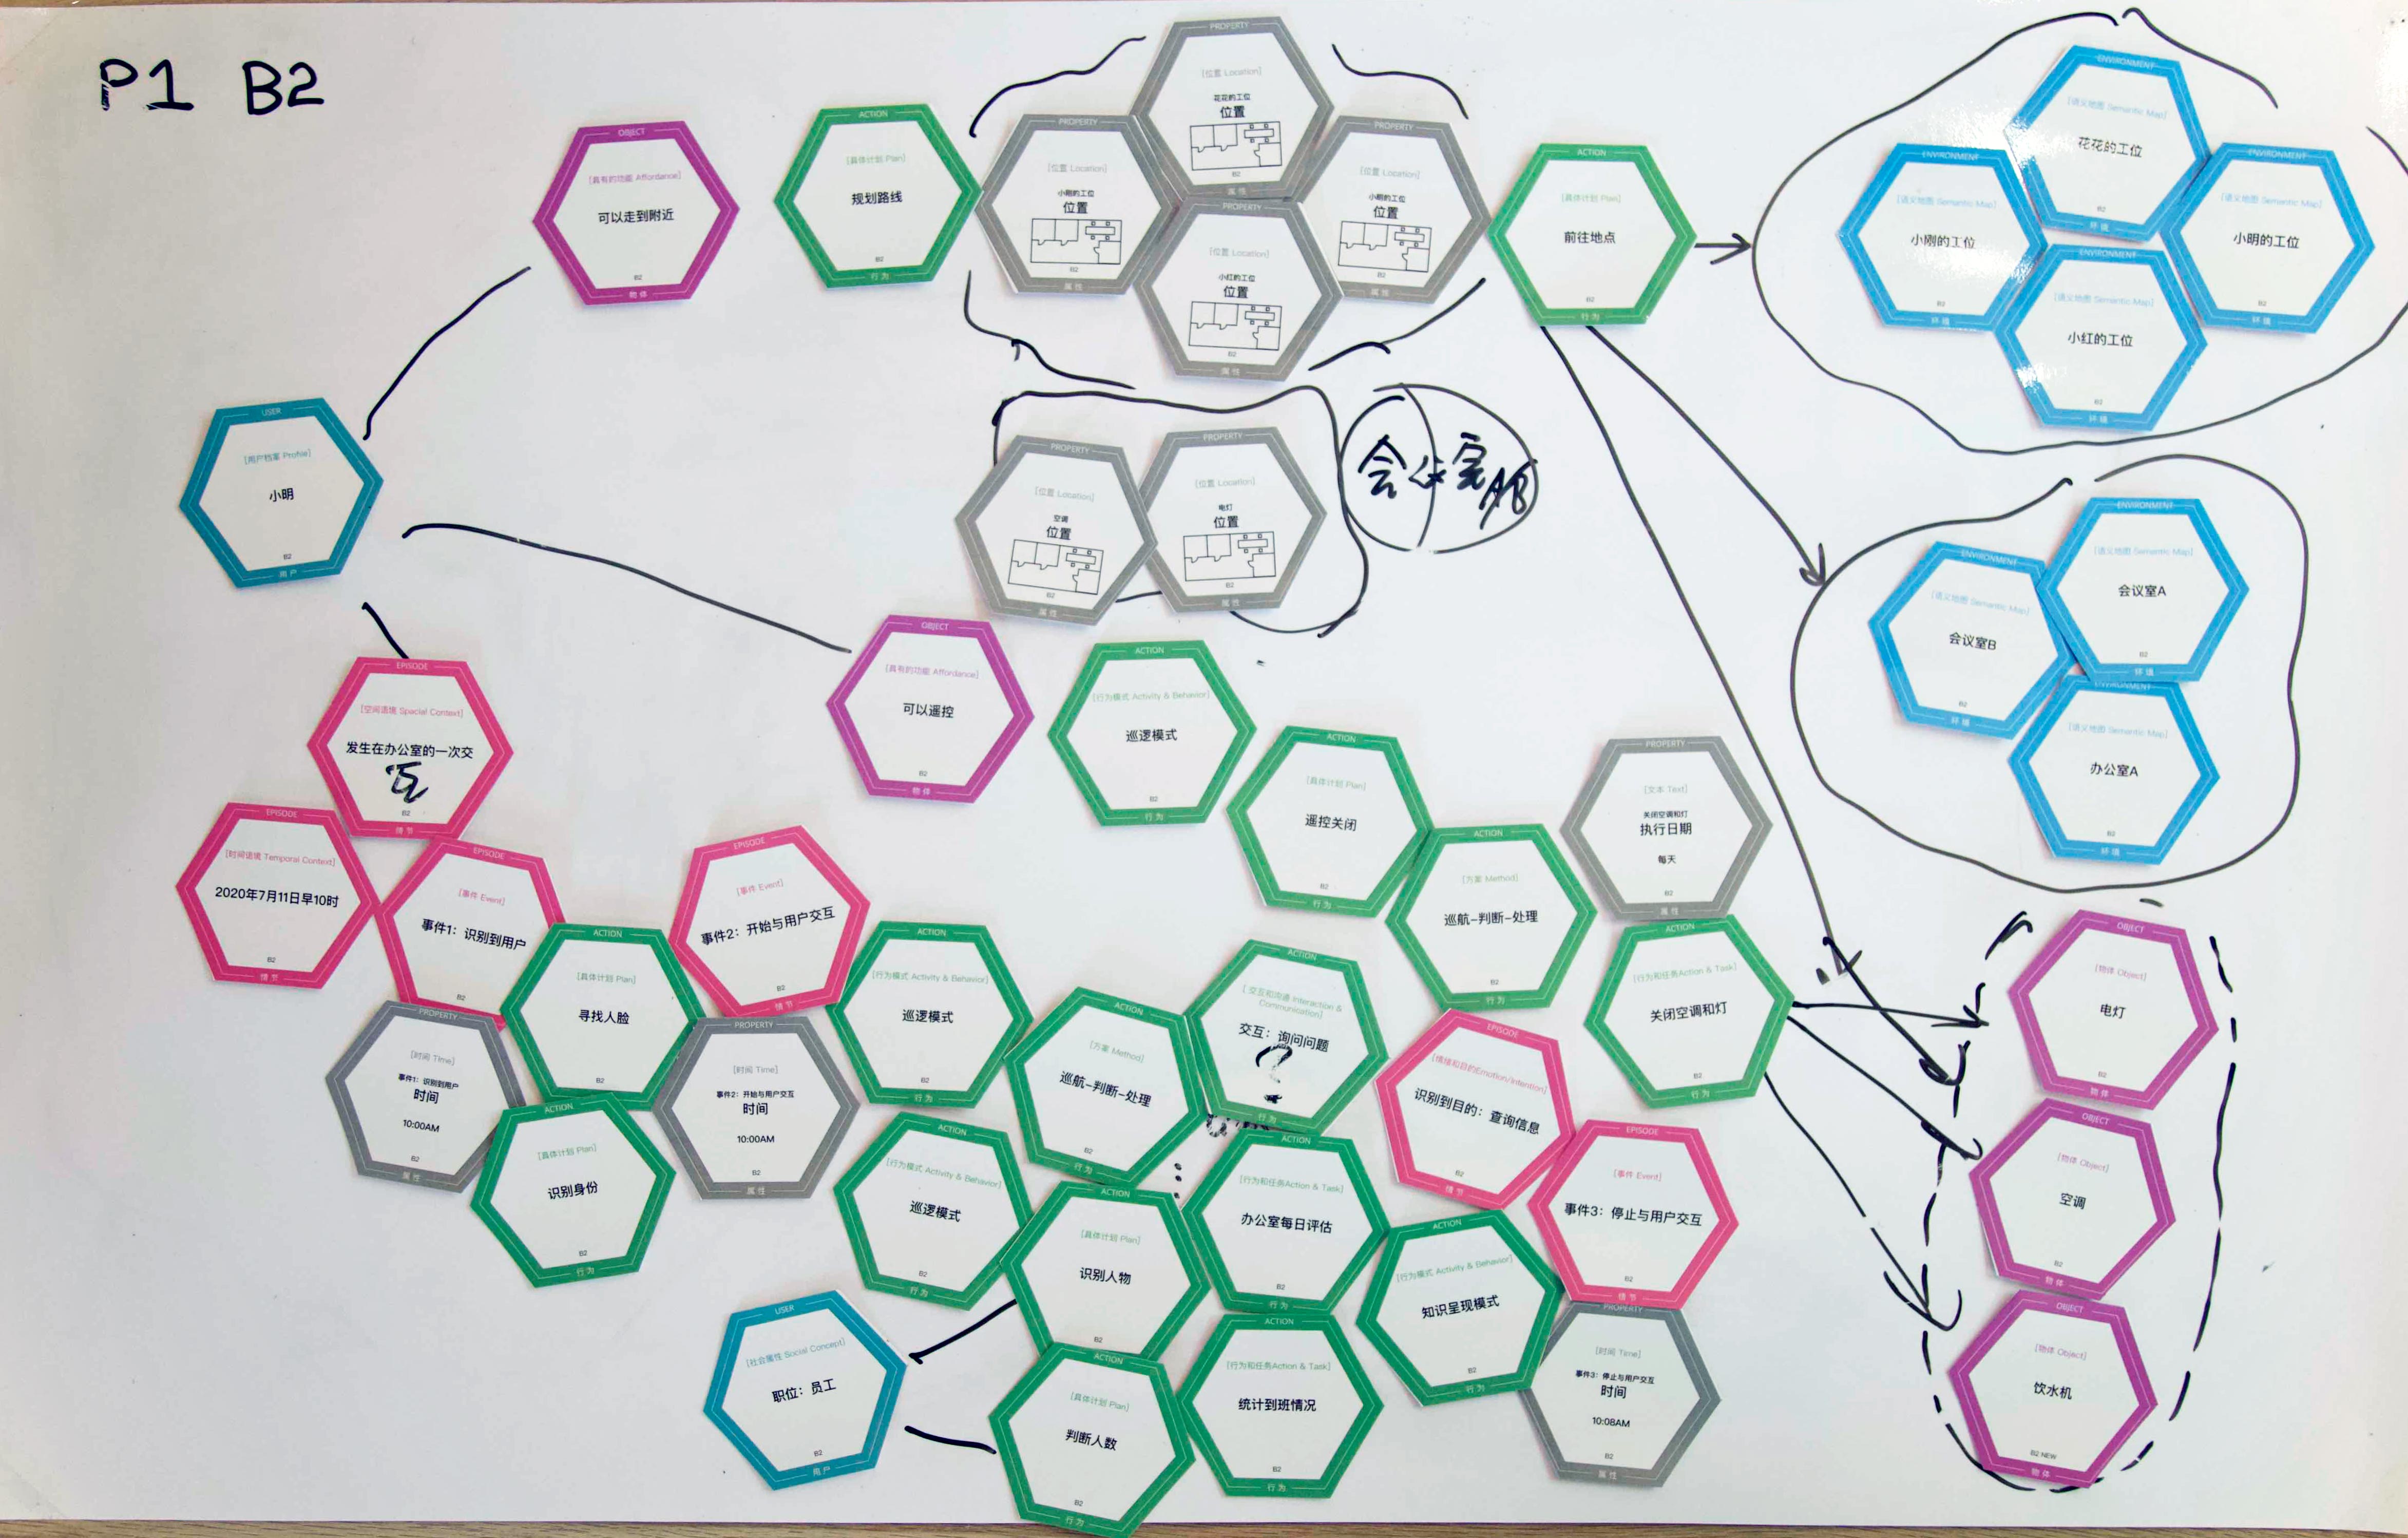 P1 B2
OBJECT
[具有的功能 Affordance]
可以走到附近
B2
物体
ACTION
[具体计划 Plan]
规划路线
B2
行为
PROPERTY
[位置 Location]
花花的工位
位置
B2
属性
PROPERTY
[位置 Location]
小刚的工位
位置
B2
属性
PROPERTY
[位置 Location]
小明的工位
位置
属性
PROPERTY
[位置 Location]
小红的工位
位置
B2
属性
ACTION
[具体计划 Plan]
前往地点
B2
行为
ENVIRONMENT
[语义地图 Semantic Map]
花花的工位
B2
环境
ENVIRONMENT
[语义地图 Semantic Map]
小刚的工位
B2
环境
ENVIRONMENT
[语义地图 Semantic Map]
小明的工位
B2
环境
ENVIRONMENT
[语义地图 Semantic Map]
小红的工位
B2
环境
USER
[用户档案 Profile]
小明
B2
用户
PROPERTY
[位置 Location]
空调
位置
B2
属性
PROPERTY
[位置 Location]
电灯
位置
B2
属性
会议室AB
ENVIRONMENT
[语义地图 Semantic Map]
会议室A
B2
环境
ENVIRONMENT
[语义地图 Semantic Map]
会议室B
B2
环境
ENVIRONMENT
[语义地图 Semantic Map]
办公室A
B2
环境
EPISODE
[空间语境 Spacial Context]
发生在办公室的一次交
互
B2
情节
OBJECT
[具有的功能 Affordance]
可以遥控
B2
物体
ACTION
[行为模式 Activity & Behavior]
巡逻模式
B2
行为
ACTION
[具体计划 Plan]
遥控关闭
B2
行为
PROPERTY
[文本 Text]
关闭空调和灯
执行日期
每天
B2
属性
EPISODE
[时间语境 Temporal Context]
2020年7月11日早10时
B2
情节
EPISODE
[事件 Event]
事件1：识别到用户
B2
EPISODE
[事件 Event]
事件2：开始与用户交互
B2
情节
ACTION
[方案 Method]
巡航-判断-处理
B2
行为
ACTION
[行为和任务Action & Task]
关闭空调和灯
B2
行为
OBJECT
[物体 Object]
电灯
B2
物体
ACTION
[具体计划 Plan]
寻找人脸
B2
ACTION
[行为模式 Activity & Behavior]
巡逻模式
B2
行为
ACTION
[方案 Method]
巡航-判断-处理
B2
行为
ACTION
[交互和沟通 Interaction &
Communication]
交互：询问问题
?
行为
EPISODE
[情绪和目的Emotion/Intention]
识别到目的：查询信息
B2
情节
PROPERTY
[时间 Time]
事件1：识别到用户
时间
10:00AM
B2
属性
PROPERTY
[时间 Time]
事件2：开始与用户交互
时间
10:00AM
B2
属性
ACTION
[具体计划 Plan]
识别身份
B2
行为
ACTION
[行为模式 Activity & Behavior]
巡逻模式
B2
行为
ACTION
[具体计划 Plan]
识别人物
B2
ACTION
[行为和任务Action & Task]
办公室每日评估
B2
行为
EPISODE
[事件 Event]
事件3：停止与用户交互
B2
情节
OBJECT
[物体 Object]
空调
B2
物体
USER
[社会属性 Social Concept]
职位：员工
B2
用户
ACTION
[具体计划 Plan]
判断人数
B2
行为
ACTION
[行为和任务Action & Task]
统计到班情况
B2
行为
ACTION
[行为模式 Activity & Behavior]
知识呈现模式
B2
行为
PROPERTY
[时间 Time]
事件3：停止与用户交互
时间
10:08AM
B2
属性
OBJECT
[物体 Object]
饮水机
B2 NEW
物体